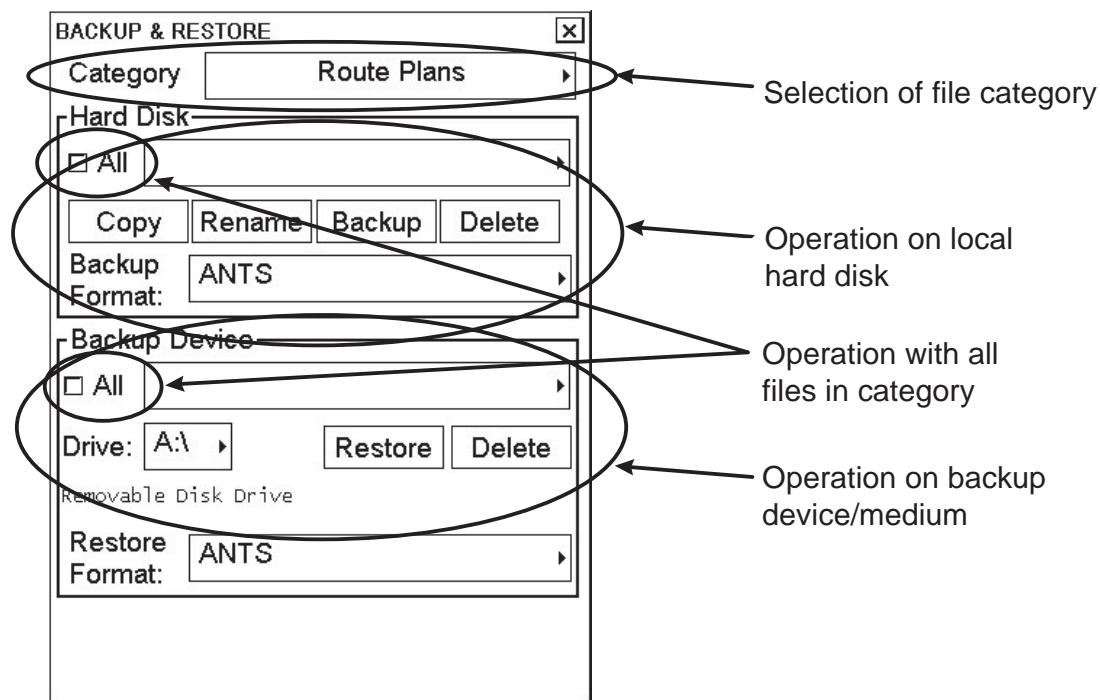 BACKUP & RESTORE
Category Route Plans
Selection of file category
Hard Disk
All
Copy Rename Backup Delete
Operation on local
hard disk
Backup
Format:
ANTS
Backup Device
Operation with all
files in category
All
Drive: A:\ Restore Delete
Operation on backup
device/medium
Removable Disk Drive
Restore
Format:
ANTS